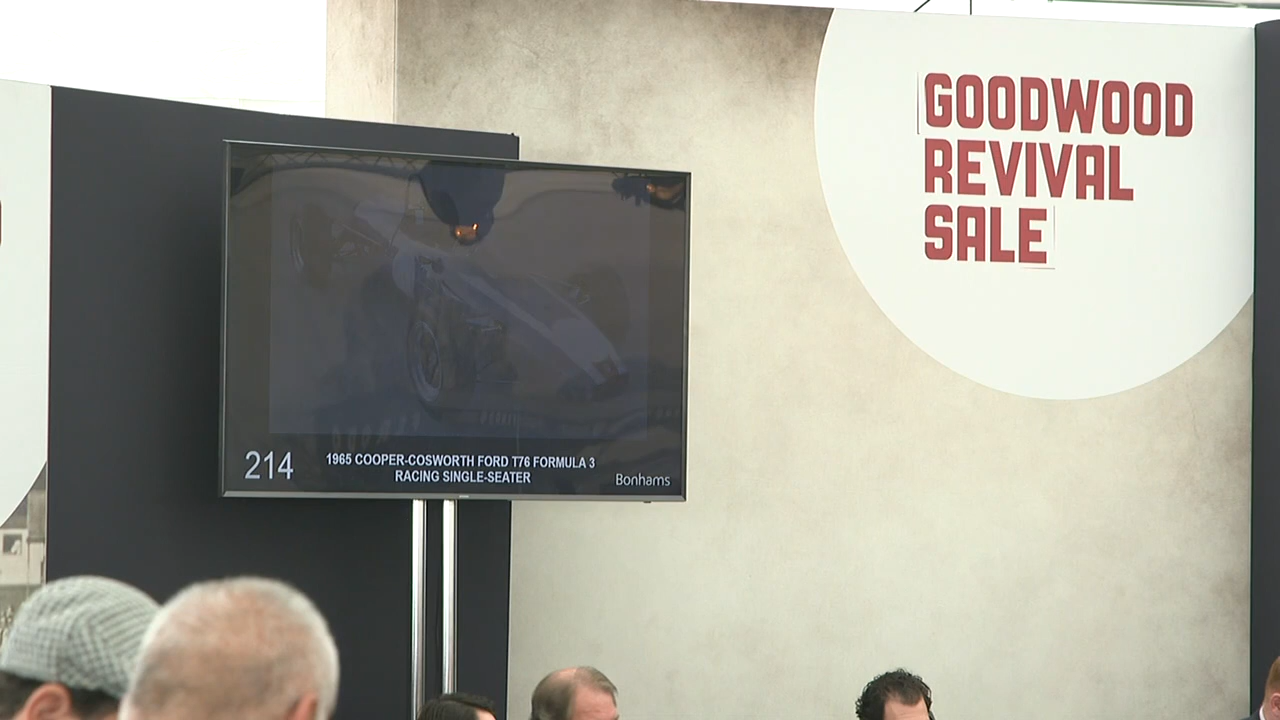 GOODWOOD
REVIVAL
SALE
214
1965 COOPER-COSWORTH FORD T76 FORMULA 3
RACING SINGLE-SEATER
Bonhams